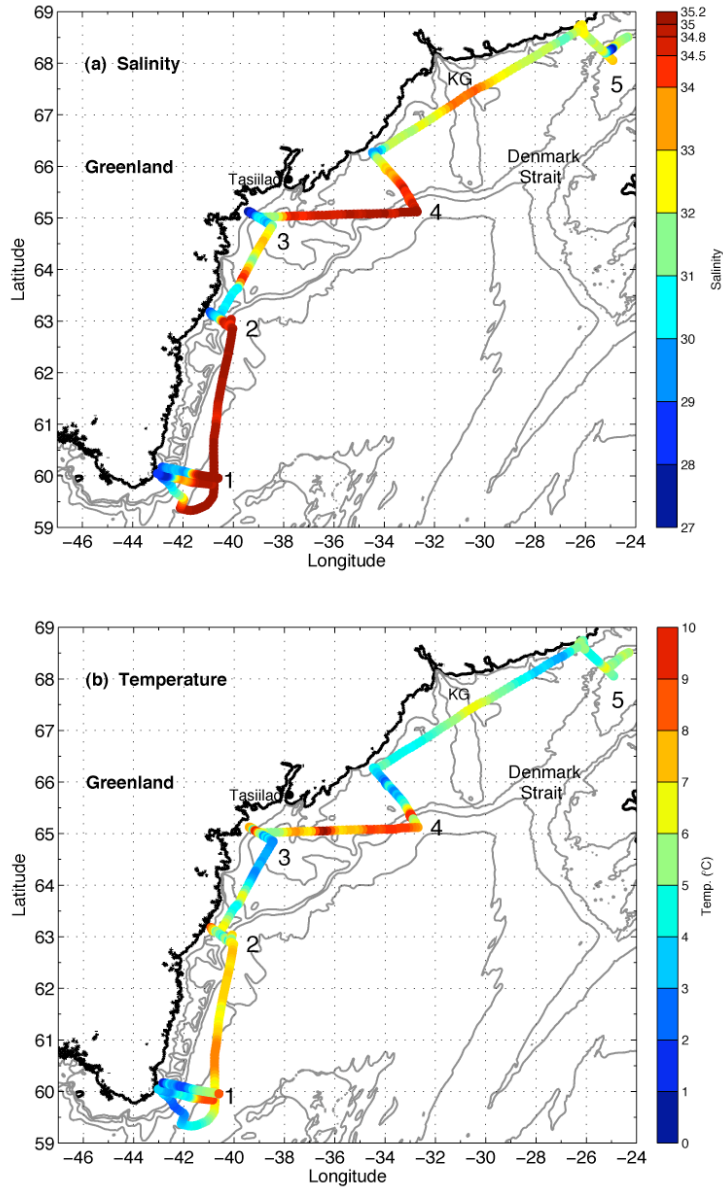 (a) Salinity
KG
Greenland
Tasiilaq
Denmark
Strait
1
2
3
4
5
69
68
67
66
65
64
63
62
61
60
59
Latitude
−46 −44 −42 −40 −38 −36 −34 −32 −30 −28 −26 −24
Longitude
35.2
35
34.8
34
33
32
31
30
29
28
27
Salinity
(b) Temperature
KG
Greenland
Tasiilaq
Denmark
Strait
1
2
3
4
5
69
68
67
66
65
64
63
62
61
60
59
Latitude
−46 −44 −42 −40 −38 −36 −34 −32 −30 −28 −26 −24
Longitude
10
9
8
7
6
5
4
3
2
1
0
Temp. (°C)